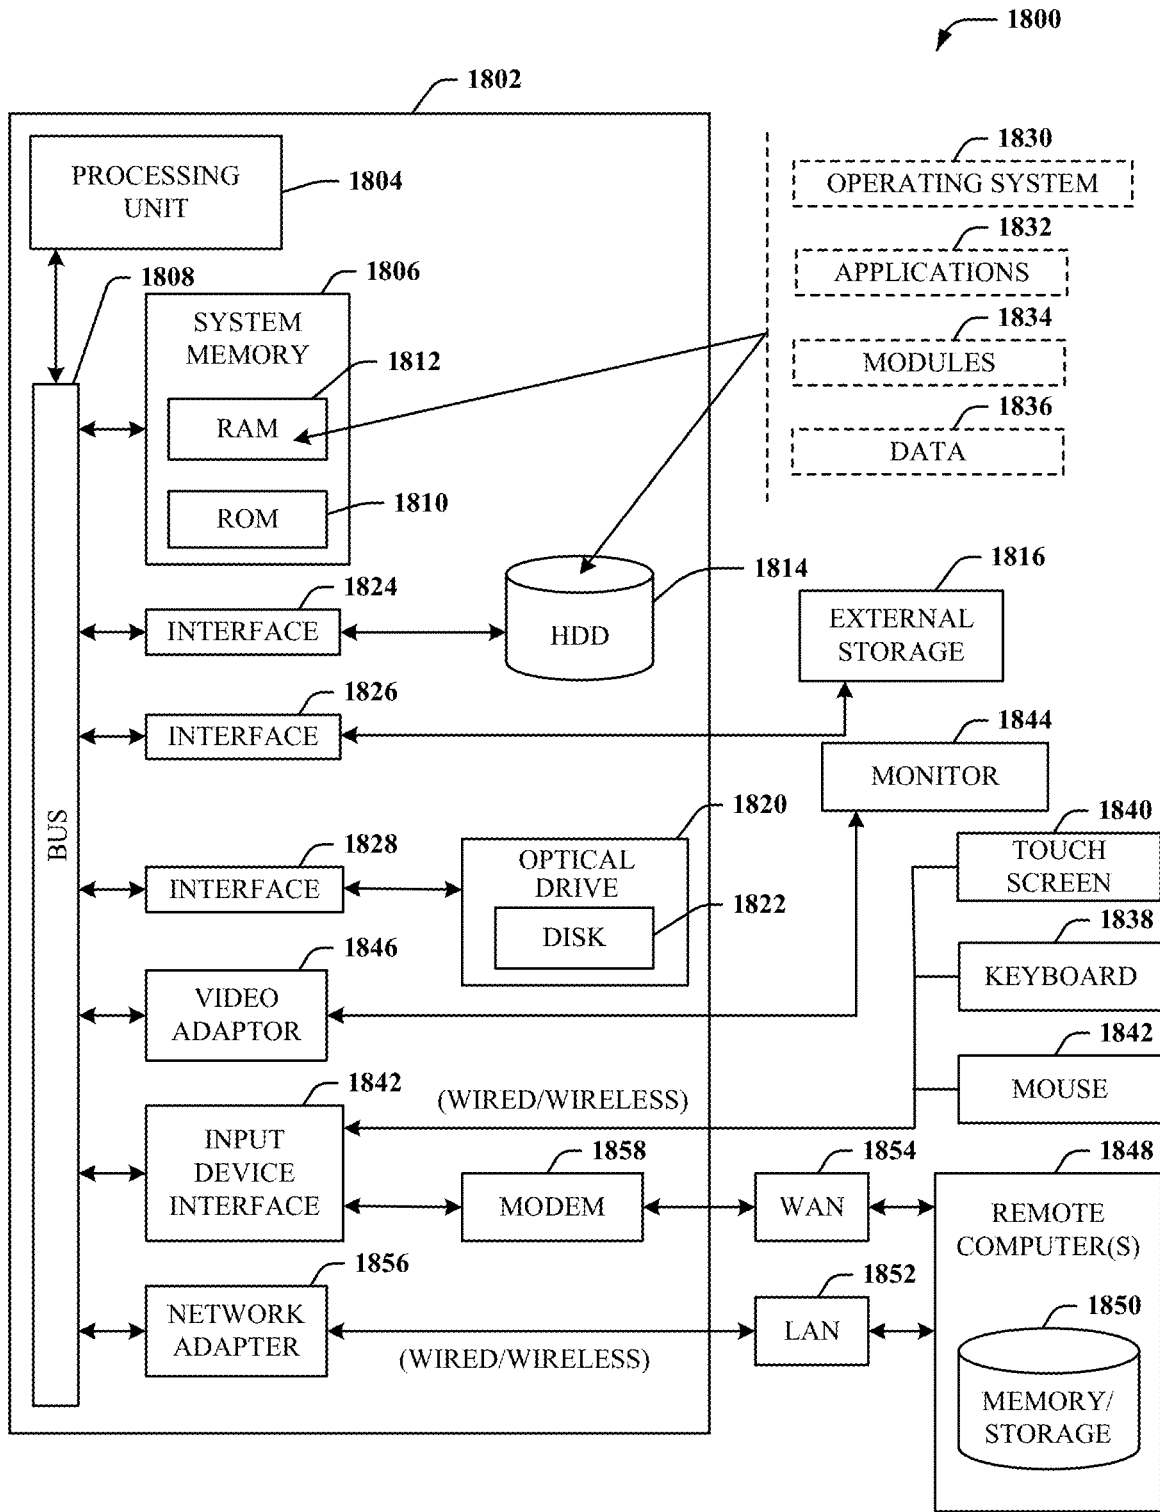 1800
1802
PROCESSING
UNIT
1804
1808
1806
SYSTEM
MEMORY
1812
RAM
1810
ROM
1830
OPERATING SYSTEM
1832
APPLICATIONS
1834
MODULES
1836
DATA
1824
INTERFACE
1814
HDD
1816
EXTERNAL
STORAGE
1826
INTERFACE
1844
MONITOR
BUS
1828
INTERFACE
1820
OPTICAL
DRIVE
1822
DISK
1840
TOUCH
SCREEN
1838
KEYBOARD
1842
MOUSE
1846
VIDEO
ADAPTOR
1842
INPUT
DEVICE
INTERFACE
(WIRED/WIRELESS)
1858
MODEM
1854
WAN
1848
REMOTE
COMPUTER(S)
1856
NETWORK
ADAPTER
(WIRED/WIRELESS)
1852
LAN
1850
MEMORY/
STORAGE